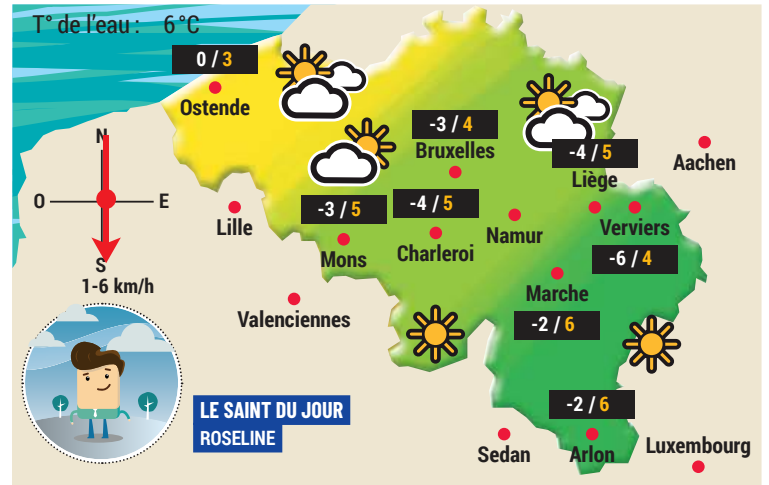 T° de l'eau : 6 °C
0 / 3
Ostende
-3 / 4
Bruxelles
-4 / 5
Liège
Aachen
N
O
E
S
1-6 km/h
Lille
-3 / 5
Mons
-4 / 5
Charleroi
Namur
Verviers
-6 / 4
Marche
-2 / 6
Valenciennes
LE SAINT DU JOUR
ROSELINE
-2 / 6
Sedan
Arlon
Luxembourg